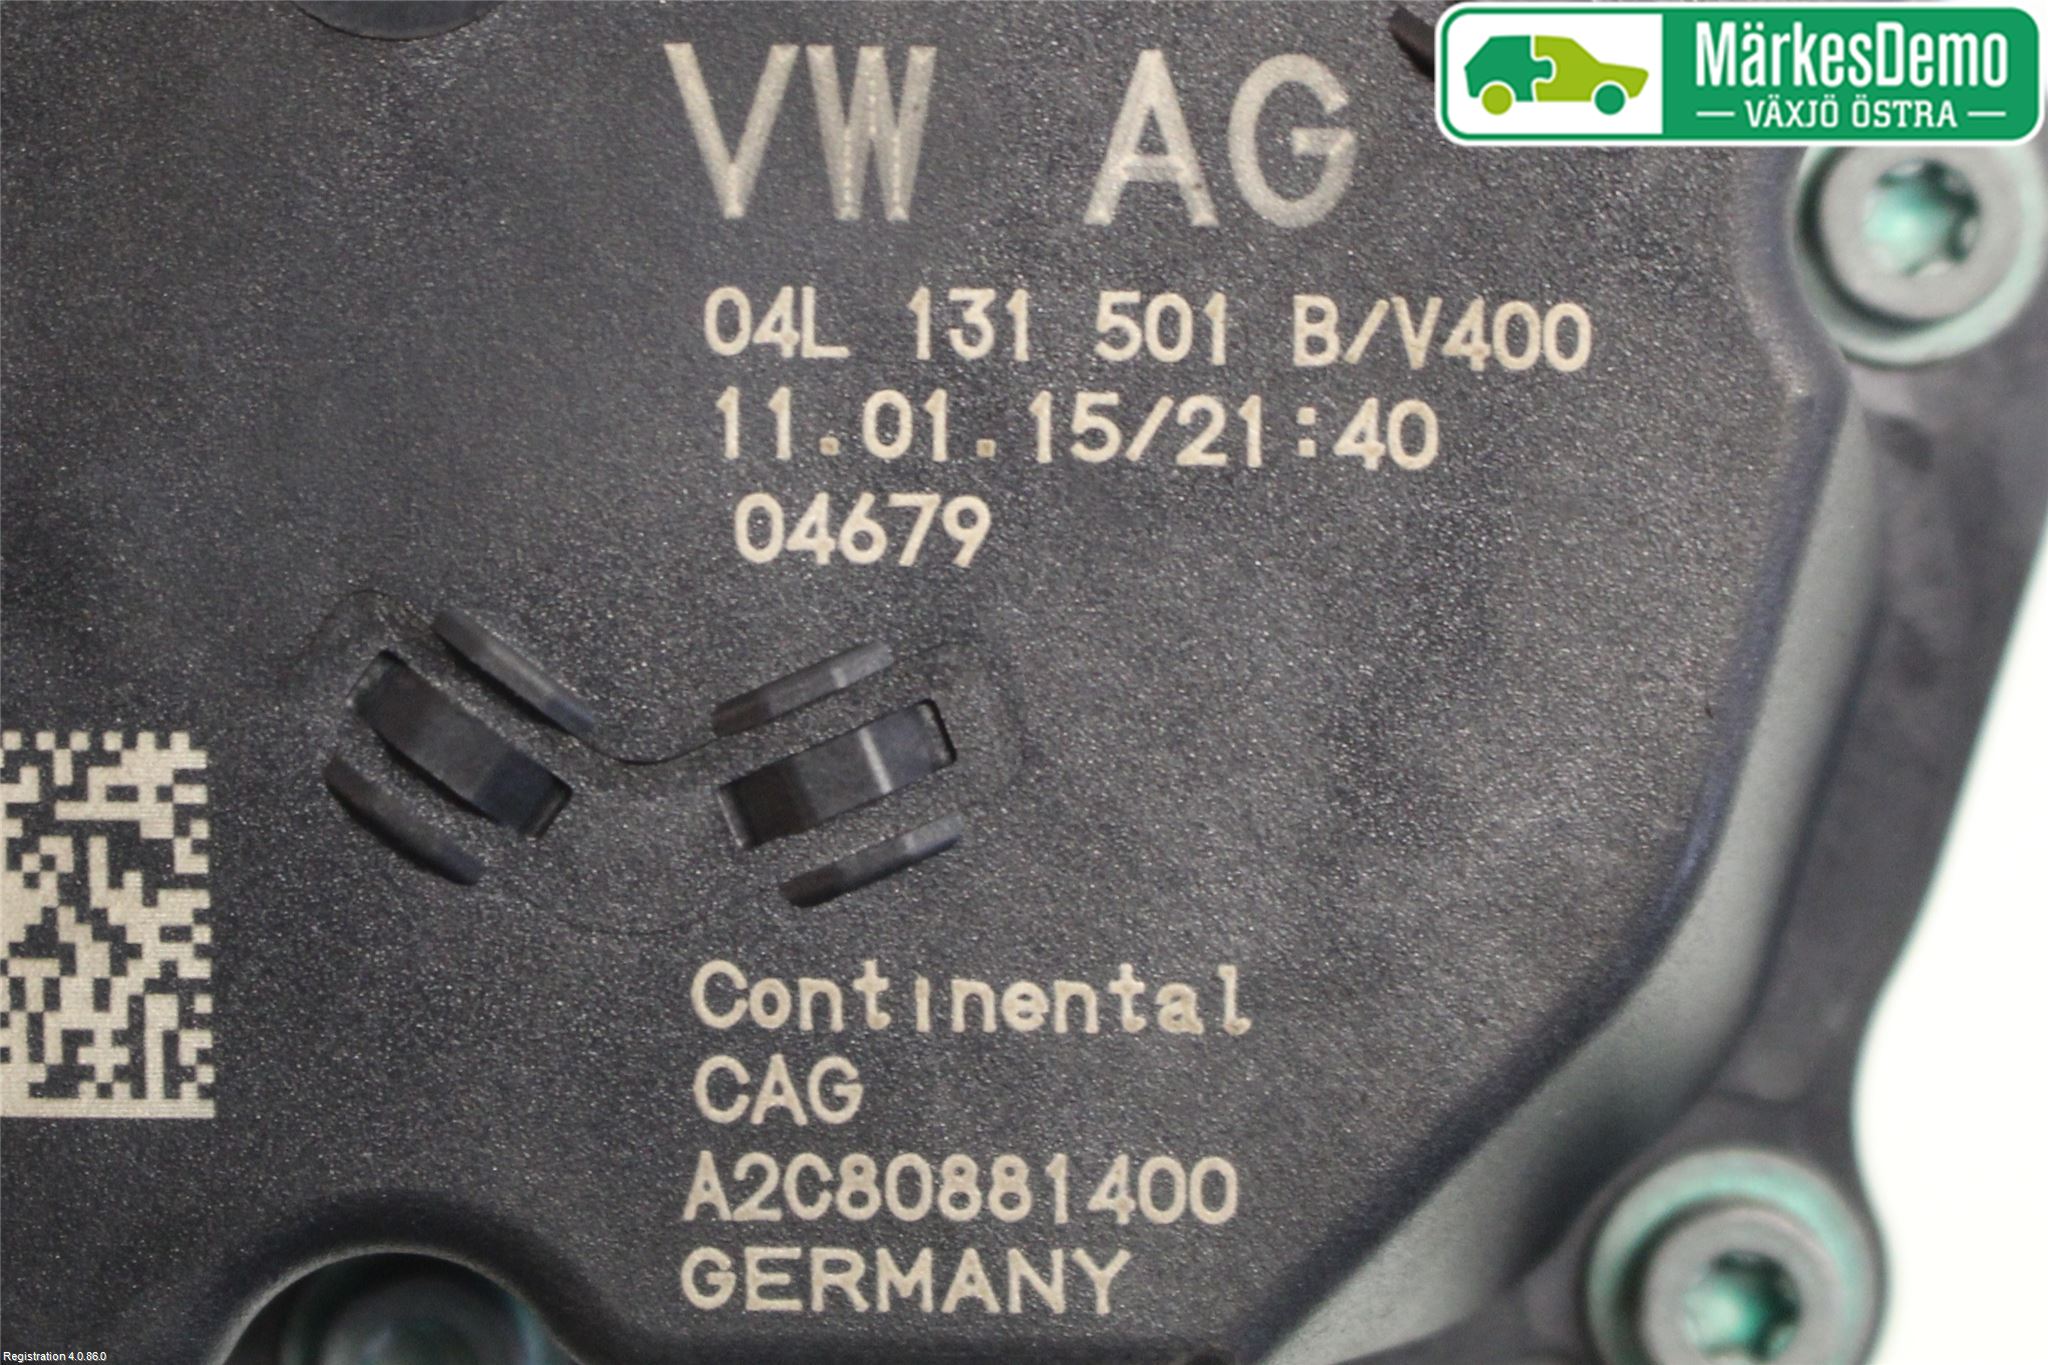 MärkesDemo
VÄXJÖ ÖSTRA
VW AG
04L 131 501 B/V400
11.01.15/21:40
04679
Continental
CAG
A2C80881400
GERMANY
Registration 4.0.86.0